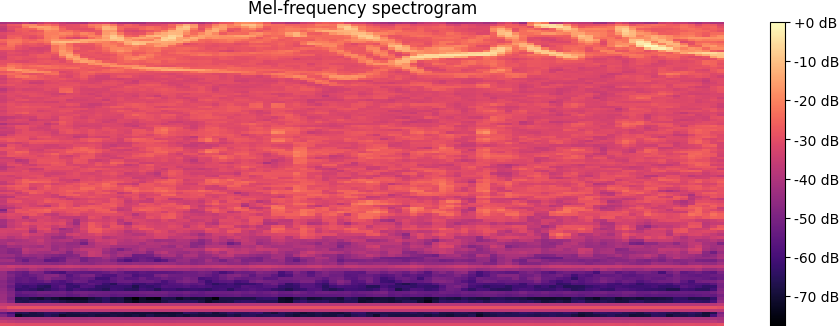 Mel-frequency spectrogram
+0 dB
-10 dB
-20 dB
-30 dB
-40 dB
-50 dB
-60 dB
-70 dB